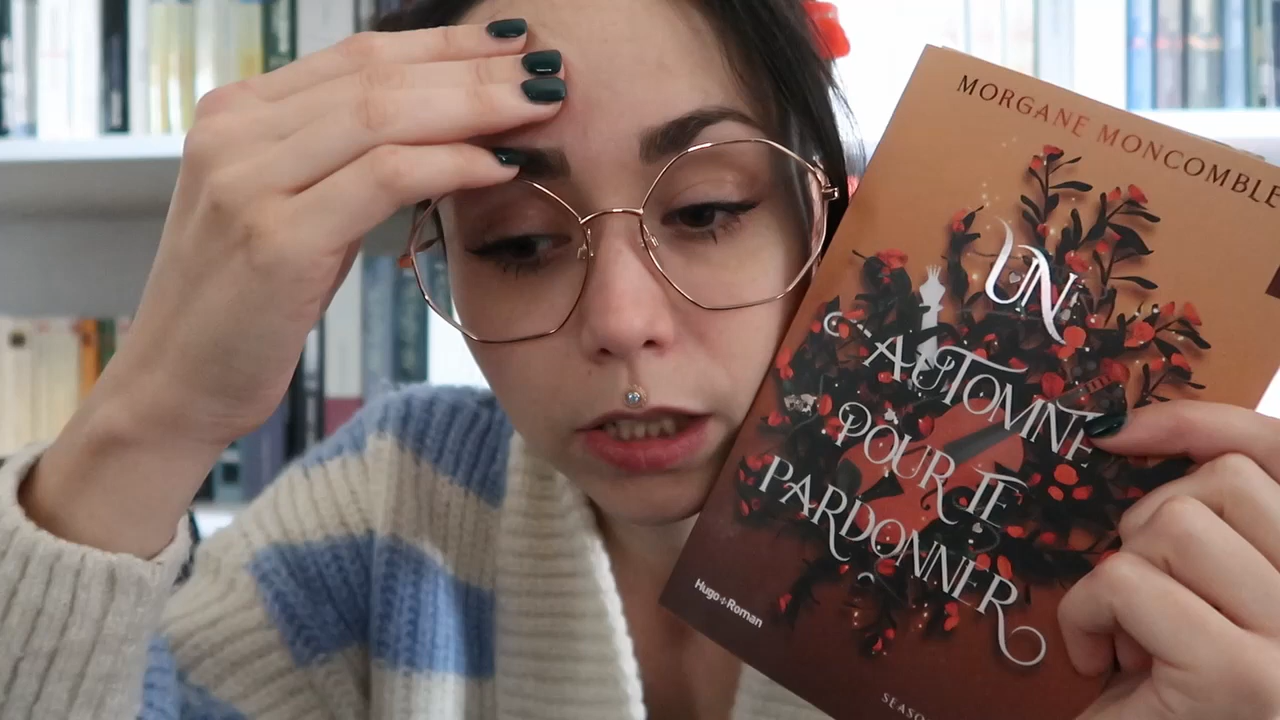 MORGANE MONCOMBLE
UN
AUTOMNE
POUR TE
PARDONNER
Hugo Roman